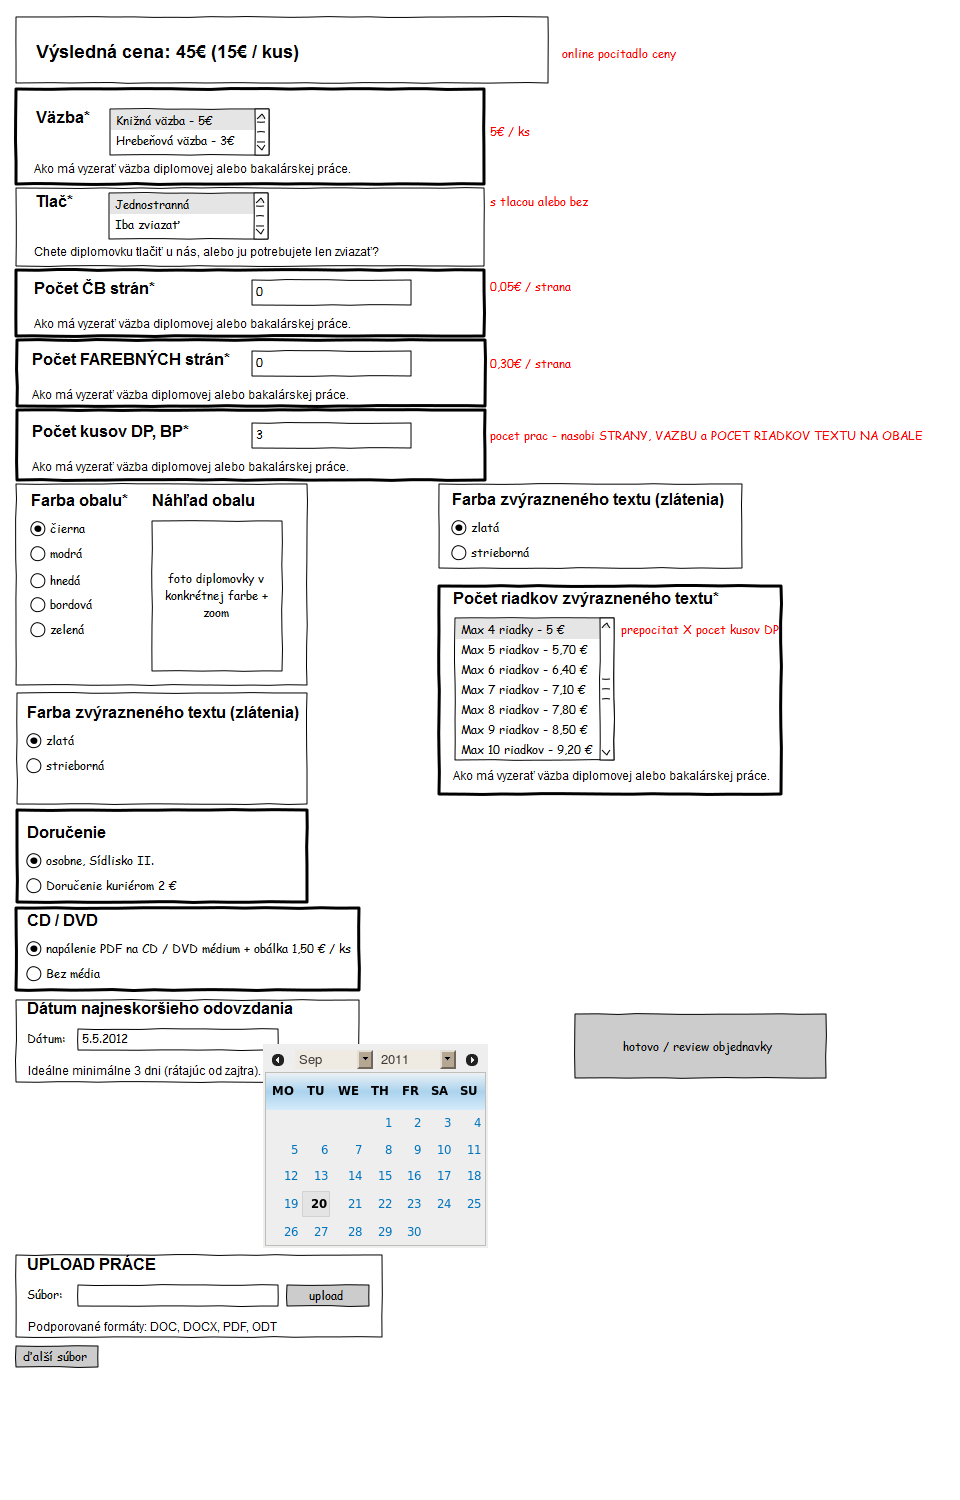 Výsledná cena: 45€ (15€ / kus)
online pocitadlo ceny
Väzba*
Knižná väzba - 5€
Hrebeňová väzba - 3€
5€ / ks
Ako má vyzerať väzba diplomovej alebo bakalárskej práce.
Tlač*
Jednostranná
Iba zviazať
s tlacou alebo bez
Chete diplomovku tlačiť u nás, alebo ju potrebujete len zviazať?
Počet ČB strán*
0
0,05€ / strana
Ako má vyzerať väzba diplomovej alebo bakalárskej práce.
Počet FAREBNÝCH strán*
0
0,30€ / strana
Ako má vyzerať väzba diplomovej alebo bakalárskej práce.
Počet kusov DP, BP*
3
pocet prac - nasobi STRANY, VAZBU a POCET RIADKOV TEXTU NA OBALE
Ako má vyzerať väzba diplomovej alebo bakalárskej práce.
Farba obalu*
čierna
modrá
hnedá
bordová
zelená
Náhľad obalu
foto diplomovky v
konkrétnej farbe +
zoom
Farba zvýrazneného textu (zlátenia)
zlatá
strieborná
Počet riadkov zvýrazneného textu*
Max 4 riadky - 5 €
Max 5 riadkov - 5,70 €
Max 6 riadkov - 6,40 €
Max 7 riadkov - 7,10 €
Max 8 riadkov - 7,80 €
Max 9 riadkov - 8,50 €
Max 10 riadkov - 9,20 €
prepocitat X pocet kusov DP
Ako má vyzerať väzba diplomovej alebo bakalárskej práce.
Farba zvýrazneného textu (zlátenia)
zlatá
strieborná
Doručenie
osobne, Sídlisko II.
Doručenie kuriérom 2 €
CD / DVD
napálenie PDF na CD / DVD médium + obálka 1,50 € / ks
Bez média
Dátum najneskoršieho odovzdania
Dátum: 5.5.2012
Ideálne minimálne 3 dni (rátajúc od zajtra).
hotovo / review objednavky
Sep 2011
MO TU WE TH FR SA SU
1 2 3 4
5 6 7 8 9 10 11
12 13 14 15 16 17 18
19 20 21 22 23 24 25
26 27 28 29 30
UPLOAD PRÁCE
Súbor: upload
Podporované formáty: DOC, DOCX, PDF, ODT
ďalší súbor